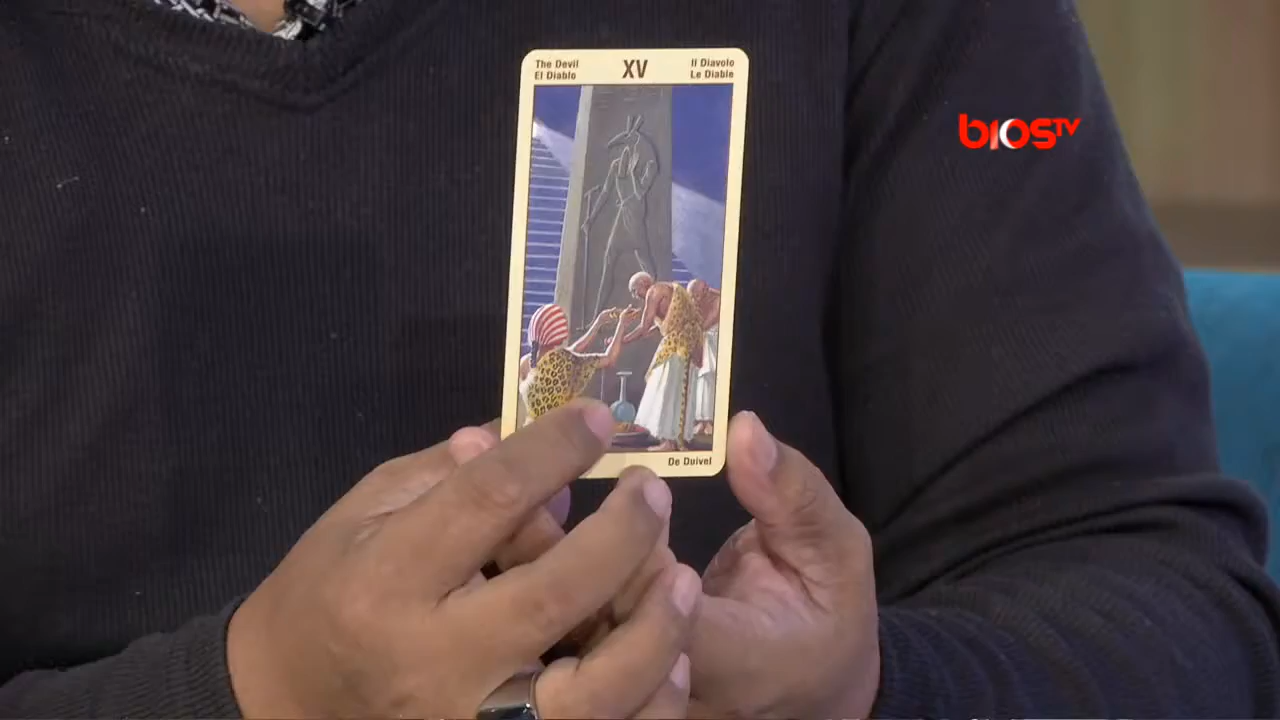 The Devil
El Diablo
XV
Il Diavolo
Le Diable
biosTV
De Duivel